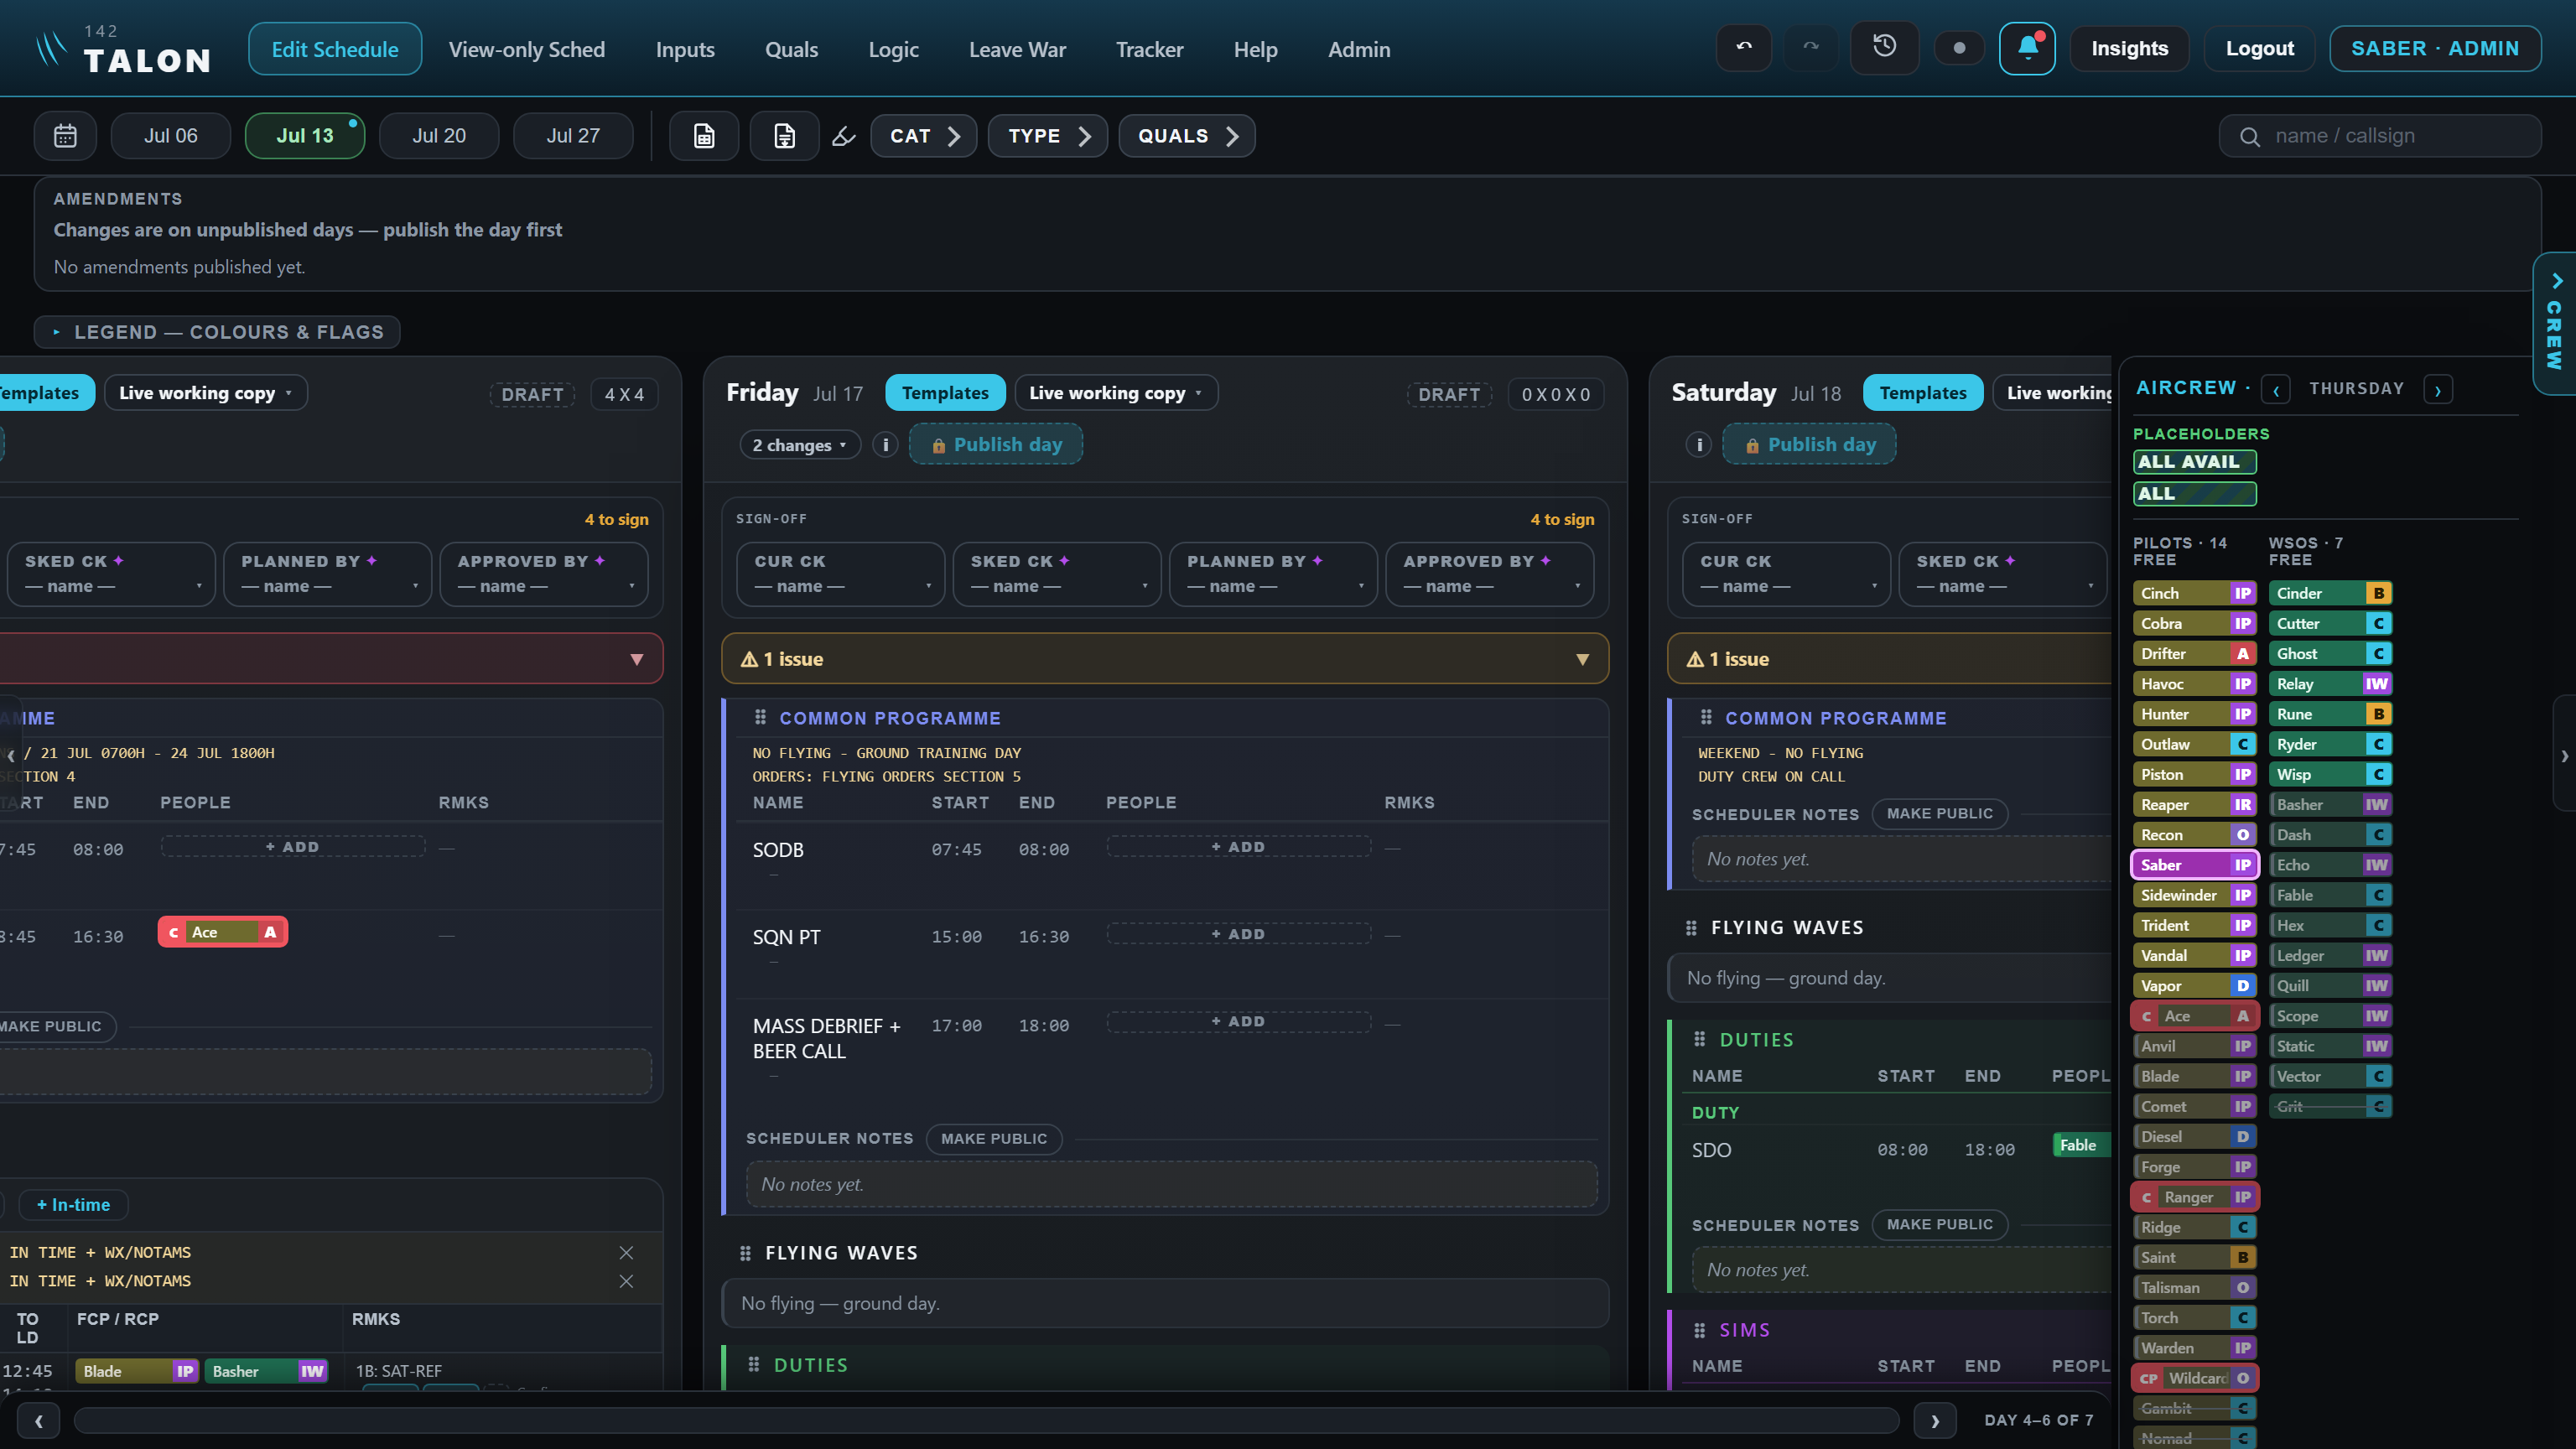 142
TALON
Edit Schedule
View-only Sched
Inputs
Quals
Logic
Leave War
Tracker
Help
Admin
Insights
Logout
SABER · ADMIN
Jul 06
Jul 13
Jul 20
Jul 27
CAT
TYPE
QUALS
name / callsign
AMENDMENTS
Changes are on unpublished days — publish the day first
No amendments published yet.
CREW
LEGEND — COLOURS & FLAGS
Templates
Live working copy
DRAFT
4 X 4
4 to sign
SKED CK
— name —
PLANNED BY
— name —
APPROVED BY
— name —
/ 21 JUL 0700H - 24 JUL 1800H
SECTION 4
END
PEOPLE
RMKS
08:00
+ ADD
—
16:30
C Ace A
—
MAKE PUBLIC
+ In-time
IN TIME + WX/NOTAMS
IN TIME + WX/NOTAMS
TO
LD
FCP / RCP
RMKS
12:45
Blade IP
Basher IW
1B: SAT-REF
Friday Jul 17
Templates
Live working copy
DRAFT
0 X 0 X 0
2 changes
i
Publish day
SIGN-OFF
4 to sign
CUR CK
— name —
SKED CK
— name —
PLANNED BY
— name —
APPROVED BY
— name —
1 issue
COMMON PROGRAMME
NO FLYING - GROUND TRAINING DAY
ORDERS: FLYING ORDERS SECTION 5
NAME START END PEOPLE RMKS
SODB 07:45 08:00 + ADD —
—
SQN PT 15:00 16:30 + ADD —
—
MASS DEBRIEF + 17:00 18:00 + ADD —
BEER CALL
—
SCHEDULER NOTES MAKE PUBLIC
No notes yet.
FLYING WAVES
No flying — ground day.
DUTIES
Saturday Jul 18
Templates
Live working
i
Publish day
SIGN-OFF
CUR CK
— name —
SKED CK
— name —
1 issue
COMMON PROGRAMME
WEEKEND - NO FLYING
DUTY CREW ON CALL
SCHEDULER NOTES MAKE PUBLIC
No notes yet.
FLYING WAVES
No flying — ground day.
DUTIES
NAME START END PEOPL
DUTY
SDO 08:00 18:00 Fable
SCHEDULER NOTES MAKE PUBLIC
No notes yet.
SIMS
NAME START END PEOPL
AIRCREW · THURSDAY
PLACEHOLDERS
ALL AVAIL
ALL
PILOTS · 14
FREE
Cinch IP
Cobra IP
Drifter A
Havoc IP
Hunter IP
Outlaw C
Piston IP
Reaper IR
Recon O
Saber IP
Sidewinder IP
Trident IP
Vandal IP
Vapor D
C Ace A
Anvil IP
Blade IP
Comet IP
Diesel D
Forge IP
C Ranger IP
Ridge C
Saint B
Talisman O
Torch C
Warden IP
CP Wildcard O
Gambit C
Nomad C
WSOS · 7
FREE
Cinder B
Cutter C
Ghost C
Relay IW
Rune B
Ryder C
Wisp C
Basher IW
Dash C
Echo IW
Fable C
Hex C
Ledger IW
Quill IW
Scope IW
Static IW
Vector C
Grit C
DAY 4–6 OF 7